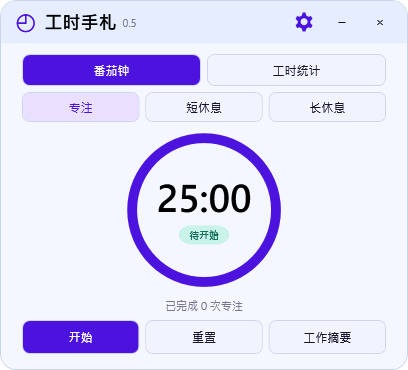 工时手札 0.5
番茄钟 工时统计
专注 短休息 长休息
25:00
待开始
已完成 0 次专注
开始 重置 工作摘要